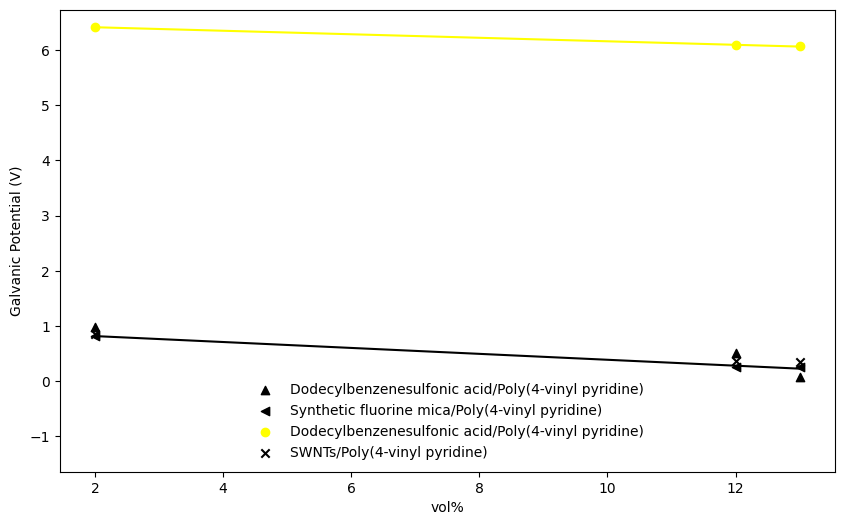 6
5
4
3
2
1
0
−1
Galvanic Potential (V)
Dodecylbenzenesulfonic acid/Poly(4-vinyl pyridine)
Synthetic fluorine mica/Poly(4-vinyl pyridine)
Dodecylbenzenesulfonic acid/Poly(4-vinyl pyridine)
SWNTs/Poly(4-vinyl pyridine)
2 4 6 8 10 12
vol%